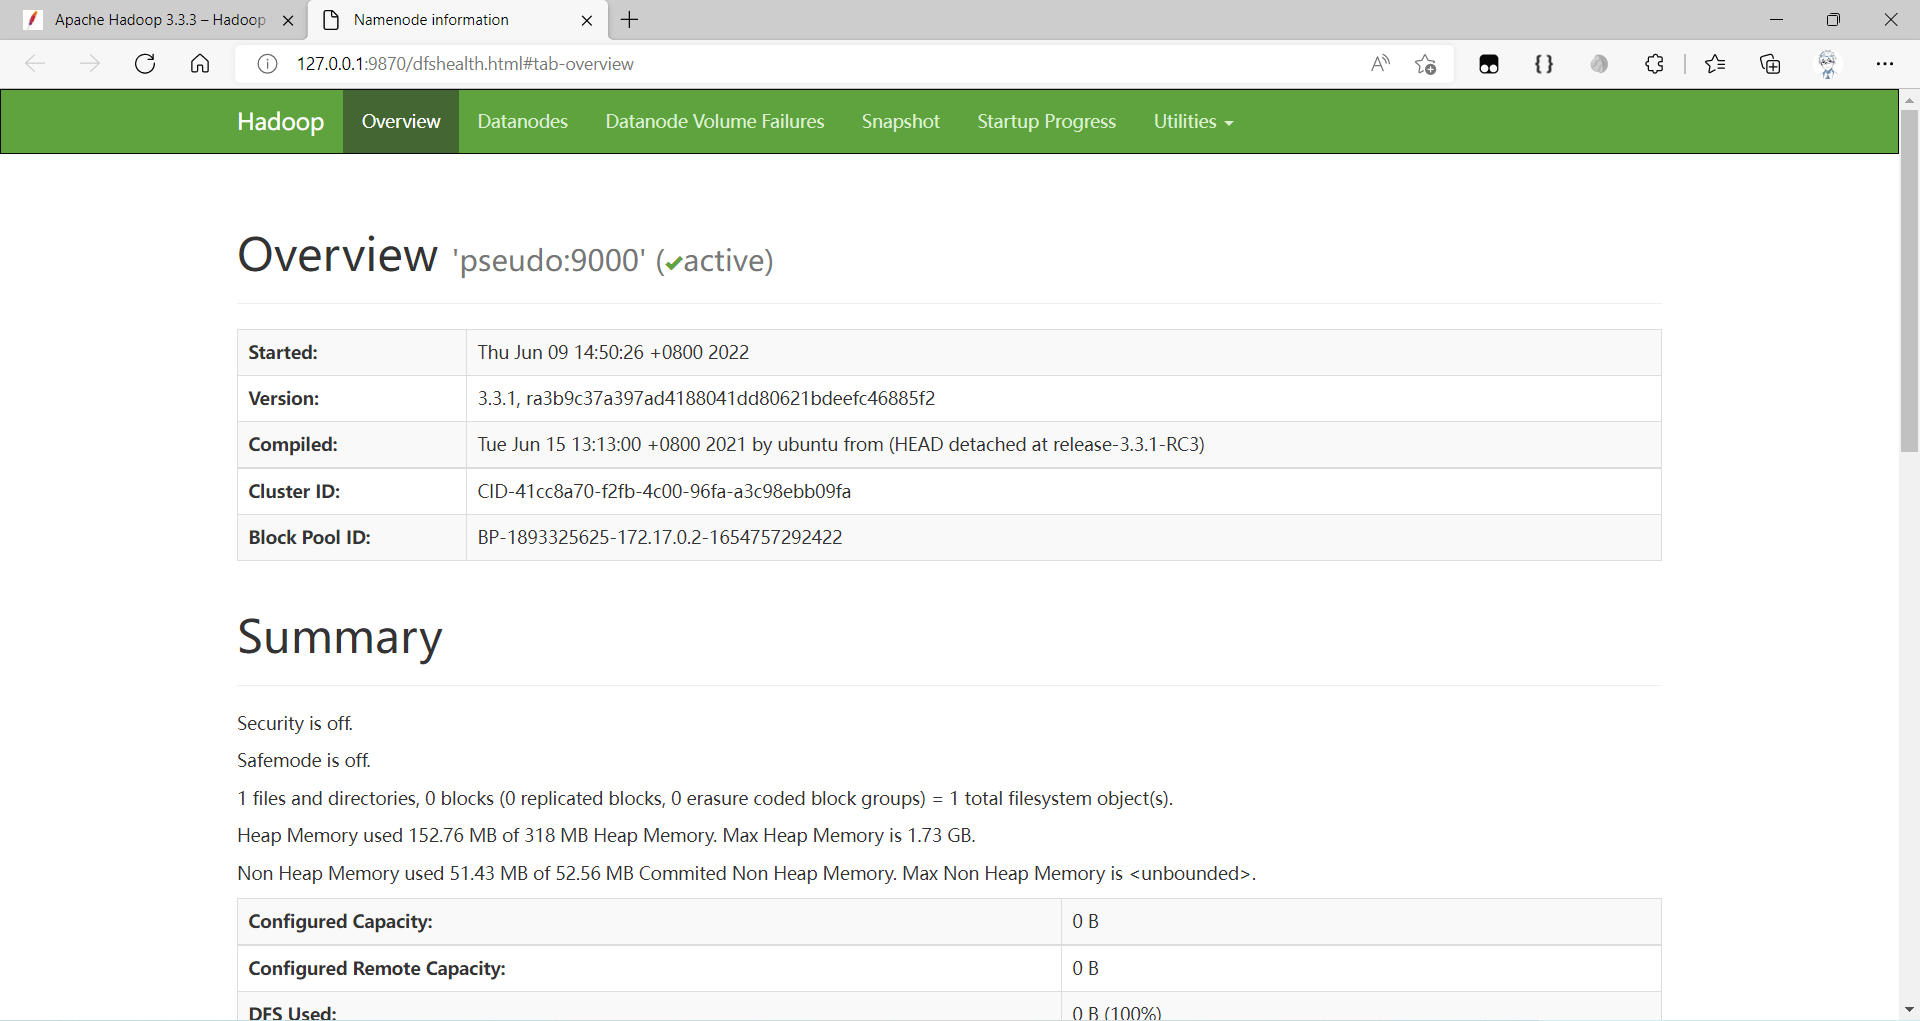 Apache Hadoop 3.3.3 – Hadoop
Namenode information
127.0.0.1:9870/dfshealth.html#tab-overview
Hadoop Overview Datanodes Datanode Volume Failures Snapshot Startup Progress Utilities
Overview 'pseudo:9000' (✔active)
Started: Thu Jun 09 14:50:26 +0800 2022
Version: 3.3.1, ra3b9c37a397ad4188041dd80621bdeefc46885f2
Compiled: Tue Jun 15 13:13:00 +0800 2021 by ubuntu from (HEAD detached at release-3.3.1-RC3)
Cluster ID: CID-41cc8a70-f2fb-4c00-96fa-a3c98ebb09fa
Block Pool ID: BP-1893325625-172.17.0.2-1654757292422
Summary
Security is off.
Safemode is off.
1 files and directories, 0 blocks (0 replicated blocks, 0 erasure coded block groups) = 1 total filesystem object(s).
Heap Memory used 152.76 MB of 318 MB Heap Memory. Max Heap Memory is 1.73 GB.
Non Heap Memory used 51.43 MB of 52.56 MB Commited Non Heap Memory. Max Non Heap Memory is <unbounded>.
Configured Capacity: 0 B
Configured Remote Capacity: 0 B
DFS Used: 0 B (100%)